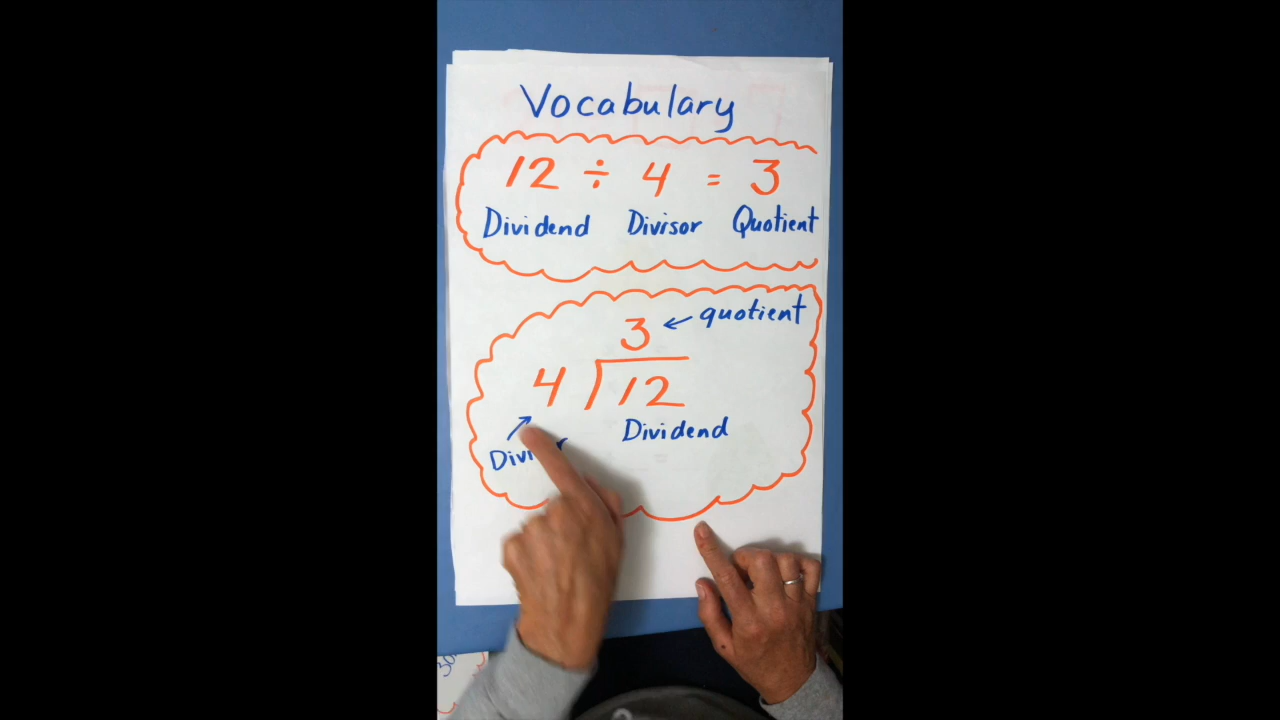 Vocabulary
12 ÷ 4 = 3
Dividend Divisor Quotient
3 ← quotient
4 ) 12
Dividend